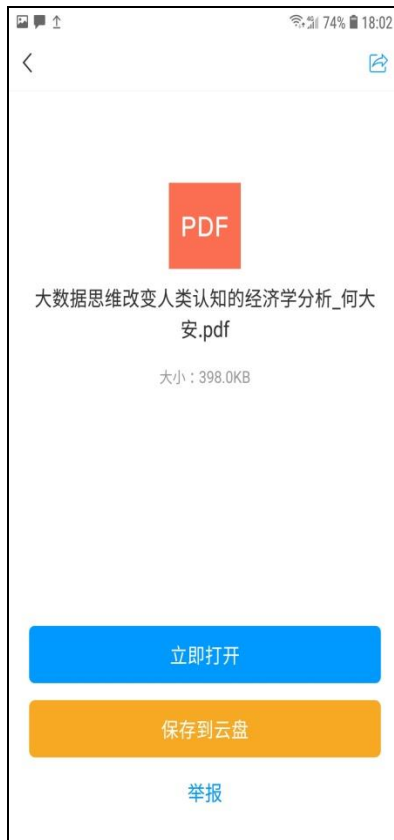 74% 18:02
PDF
大数据思维改变人类认知的经济学分析_何大
安.pdf
大小：398.0KB
立即打开
保存到云盘
举报